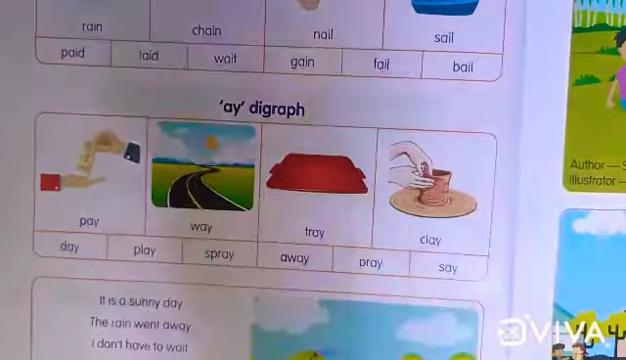 rain chain nail sail
paid laid wait gain fail bail
'ay' digraph
pay way tray clay
day play spray away pray say
It is a sunny day
The rain went away
I don't have to wait
Author —
Illustrator —
VIVA